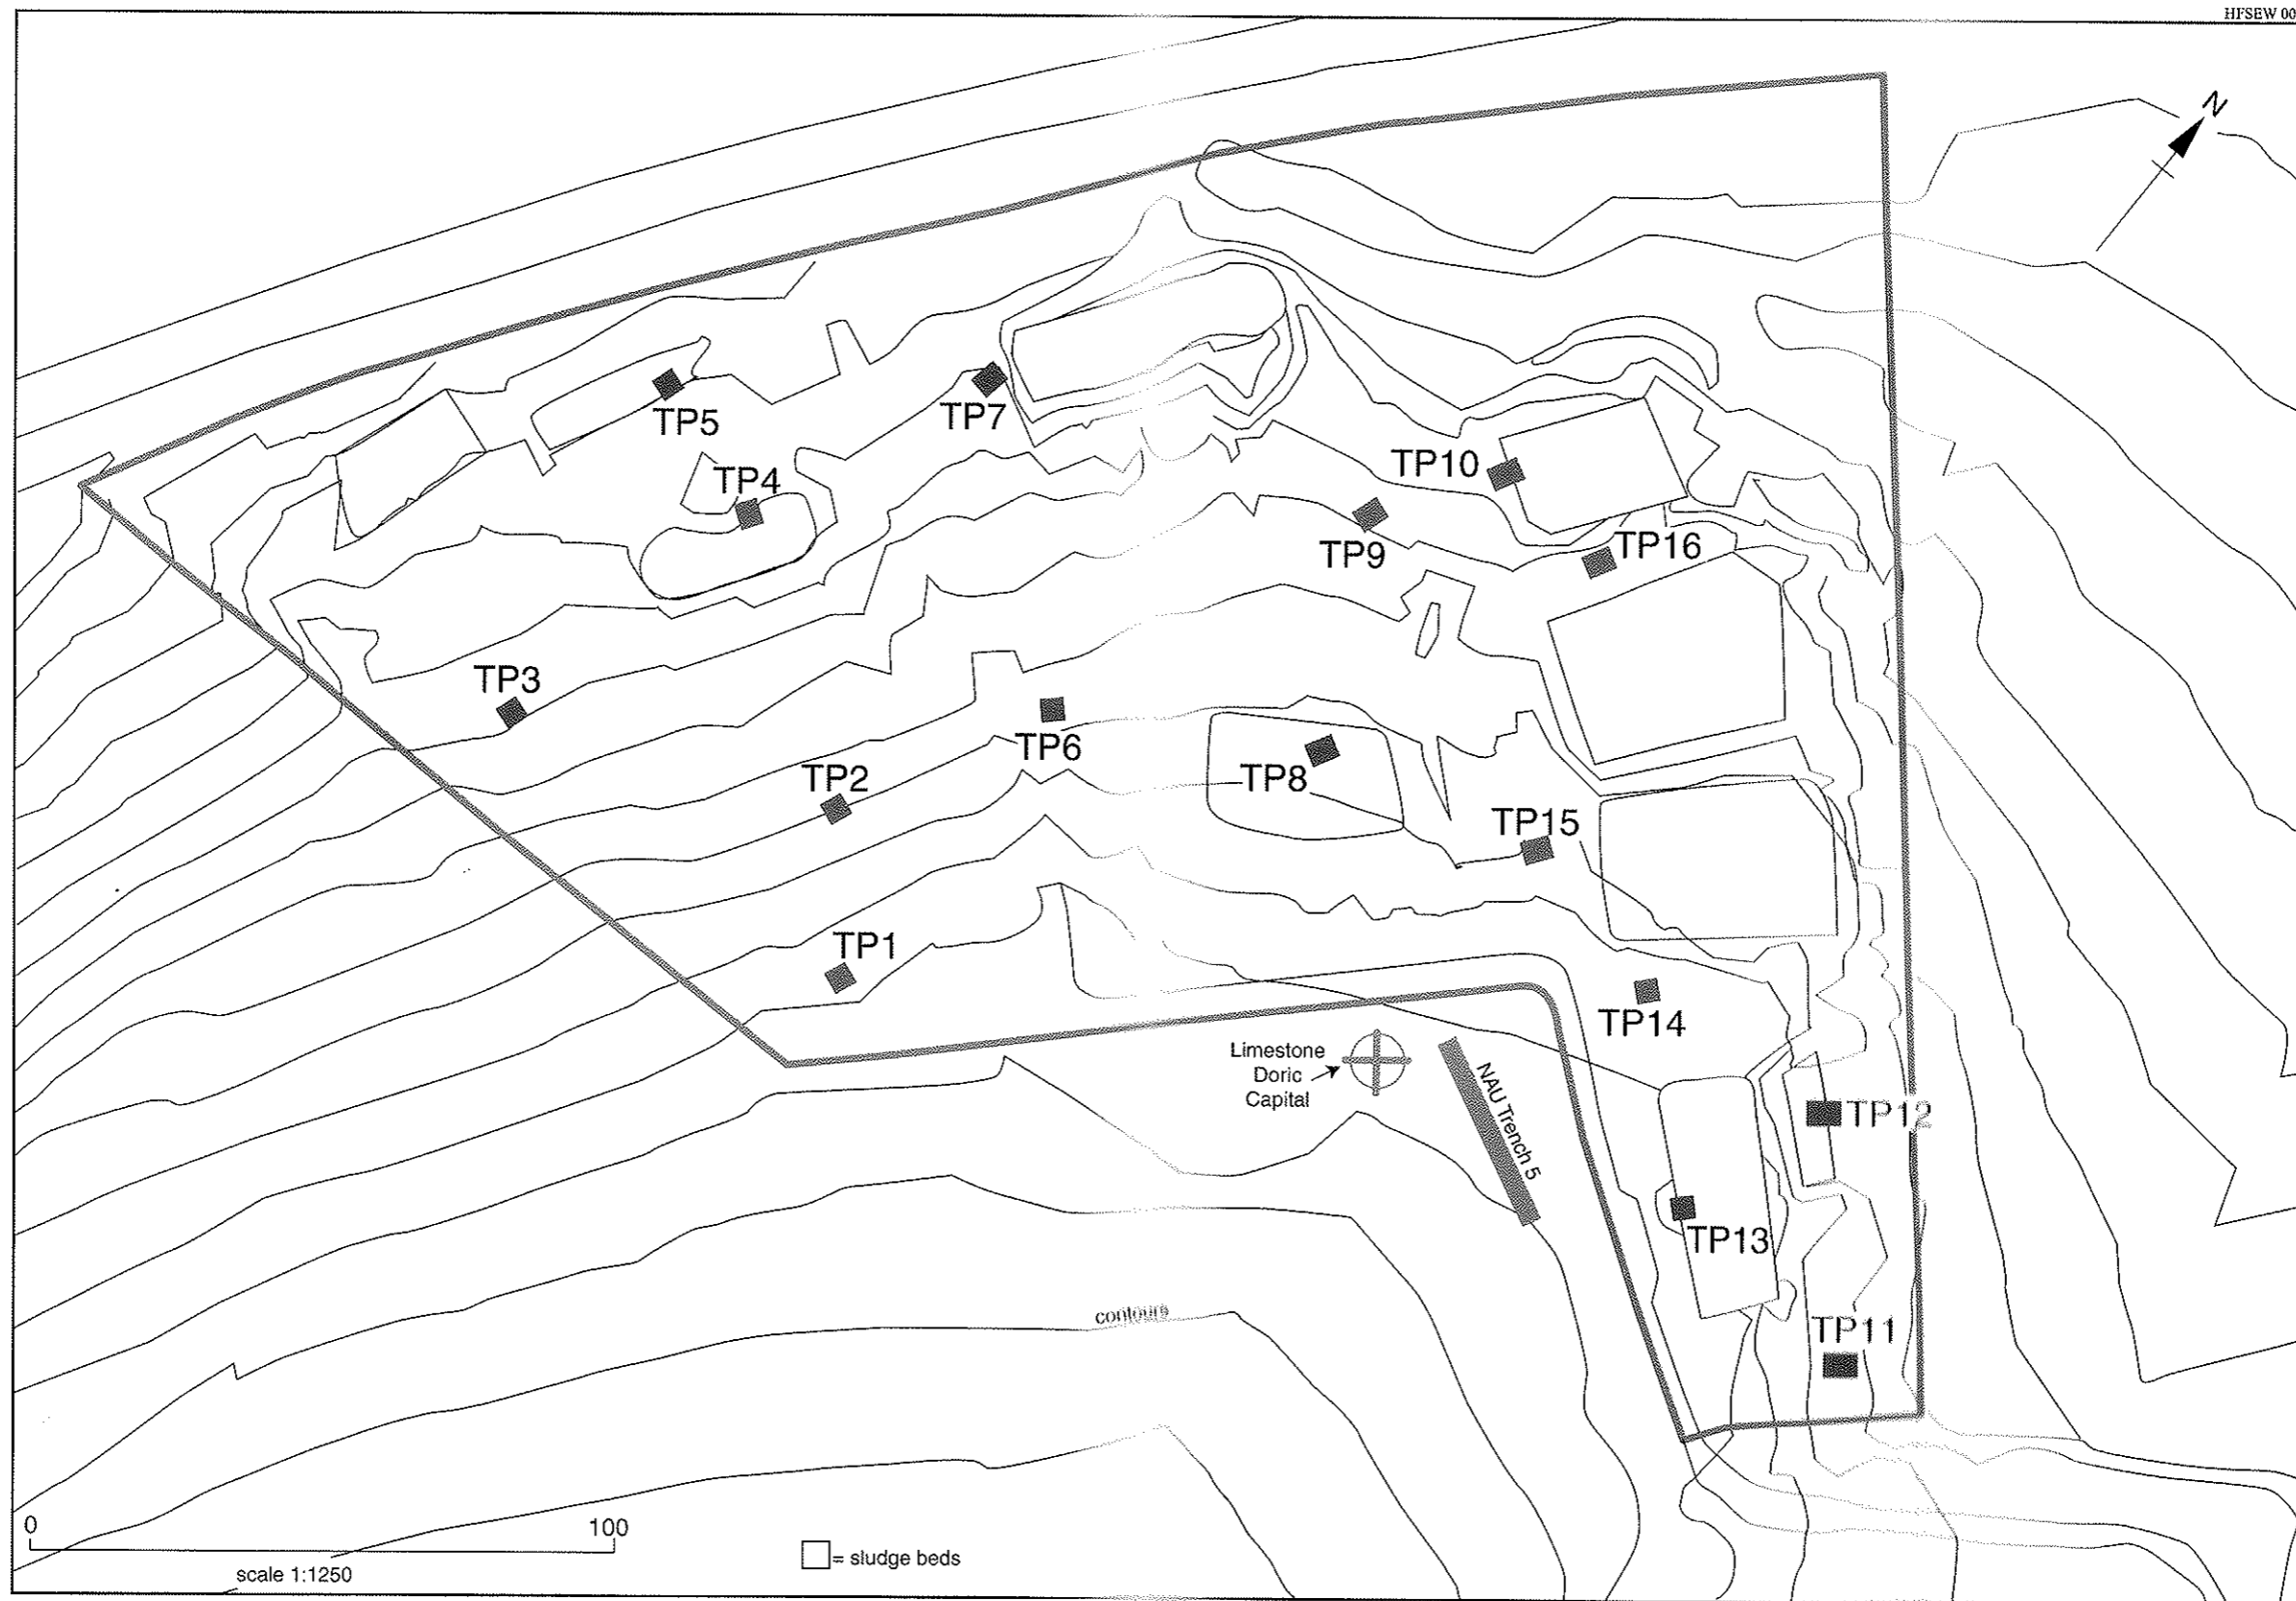 HFSEW 00
N
TP5
TP7
TP4
TP10
TP9
TP16
TP3
TP6
TP2
TP8
TP15
TP1
TP14
Limestone
Doric
Capital
NAU Trench 5
TP12
TP13
contours
TP11
0
100
scale 1:1250
= sludge beds